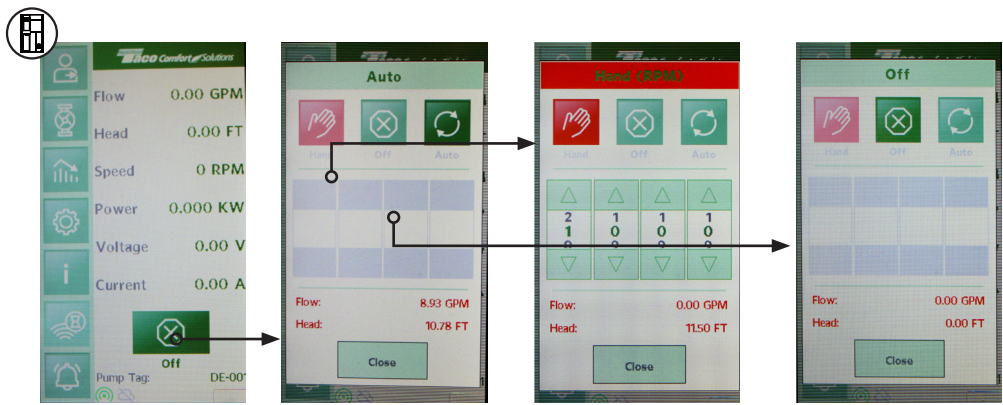 Taco Comfort Solutions
Flow 0.00 GPM
Head 0.00 FT
Speed 0 RPM
Power 0.000 KW
Voltage 0.00 V
Current 0.00 A
Off
Pump Tag: DE-001
Auto
Hand Off Auto
Flow: 8.93 GPM
Head: 10.78 FT
Close
Hand (RPM)
Hand Off Auto
2 1 1 1
1 0 0 0
Flow: 0.00 GPM
Head: 11.50 FT
Close
Off
Hand Off Auto
Flow: 0.00 GPM
Head: 0.00 FT
Close